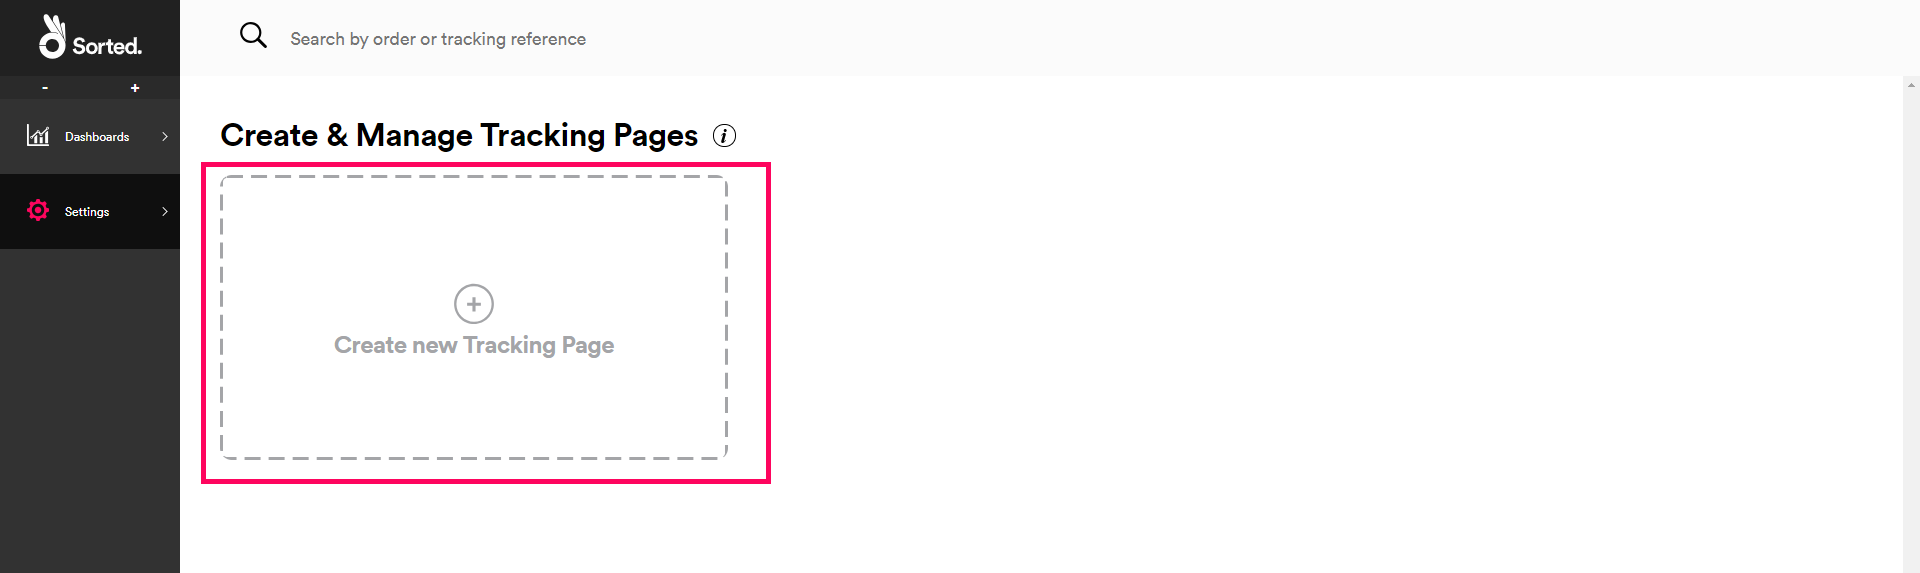 Sorted.
Search by order or tracking reference
- +
Dashboards
Settings
Create & Manage Tracking Pages
Create new Tracking Page